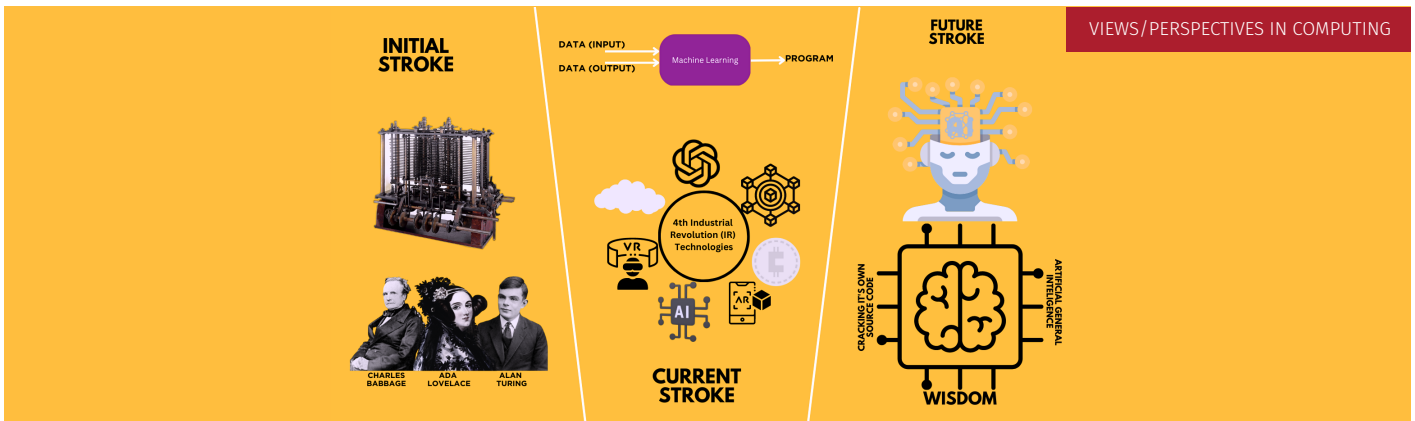 VIEWS/PERSPECTIVES IN COMPUTING
INITIAL
STROKE
CHARLES
BABBAGE
ADA
LOVELACE
ALAN
TURING
DATA (INPUT)
DATA (OUTPUT)
Machine Learning
PROGRAM
4th Industrial
Revolution (IR)
Technologies
VR
AR
AI
CURRENT
STROKE
FUTURE
STROKE
AI
CRACKING IT'S OWN
SOURCE CODE
ARTIFICIAL GENERAL
INTELIGENCE
WISDOM